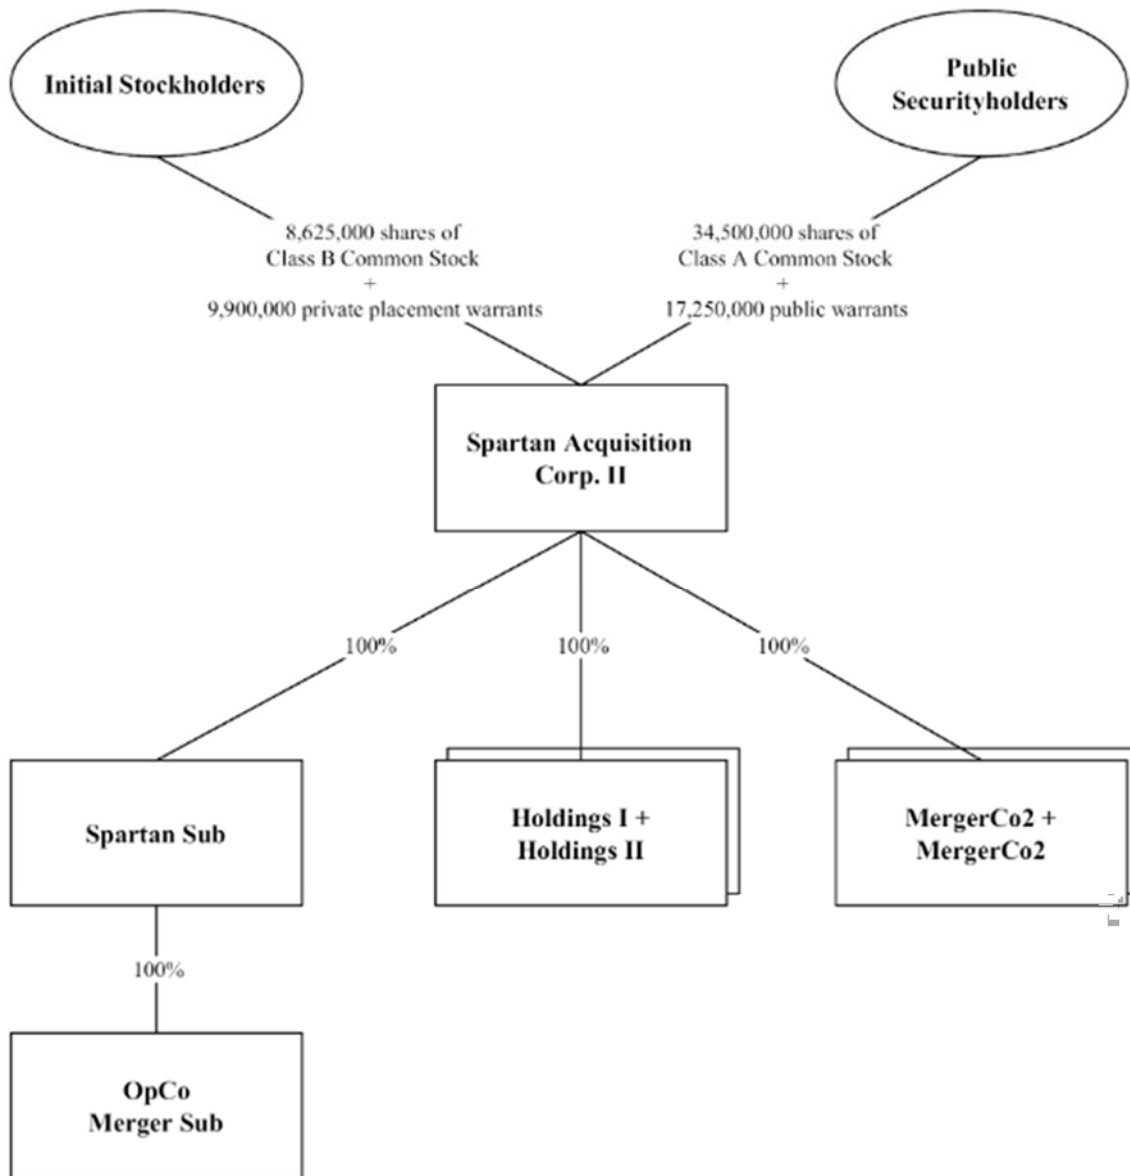 Initial Stockholders
Public
Securityholders
8,625,000 shares of
Class B Common Stock
+
9,900,000 private placement warrants
34,500,000 shares of
Class A Common Stock
+
17,250,000 public warrants
Spartan Acquisition
Corp. II
100%
100%
100%
Spartan Sub
Holdings I +
Holdings II
MergerCo2 +
MergerCo2
100%
OpCo
Merger Sub